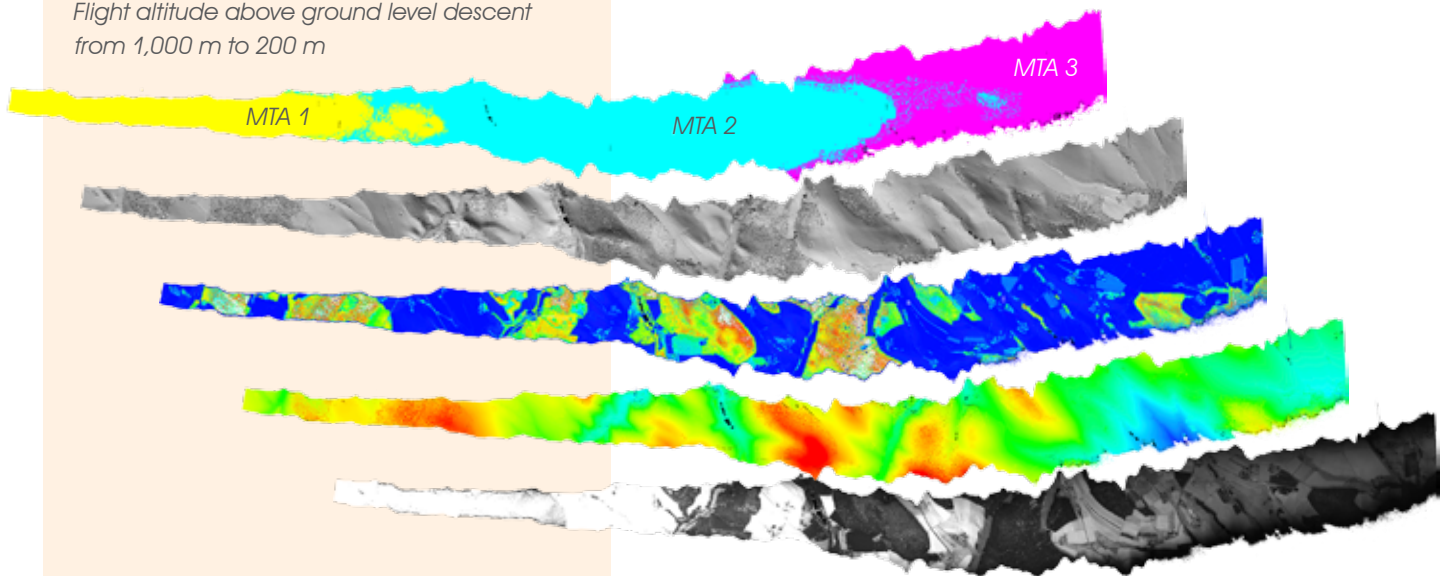 Flight altitude above ground level descent
from 1,000 m to 200 m
MTA 3
MTA 1
MTA 2